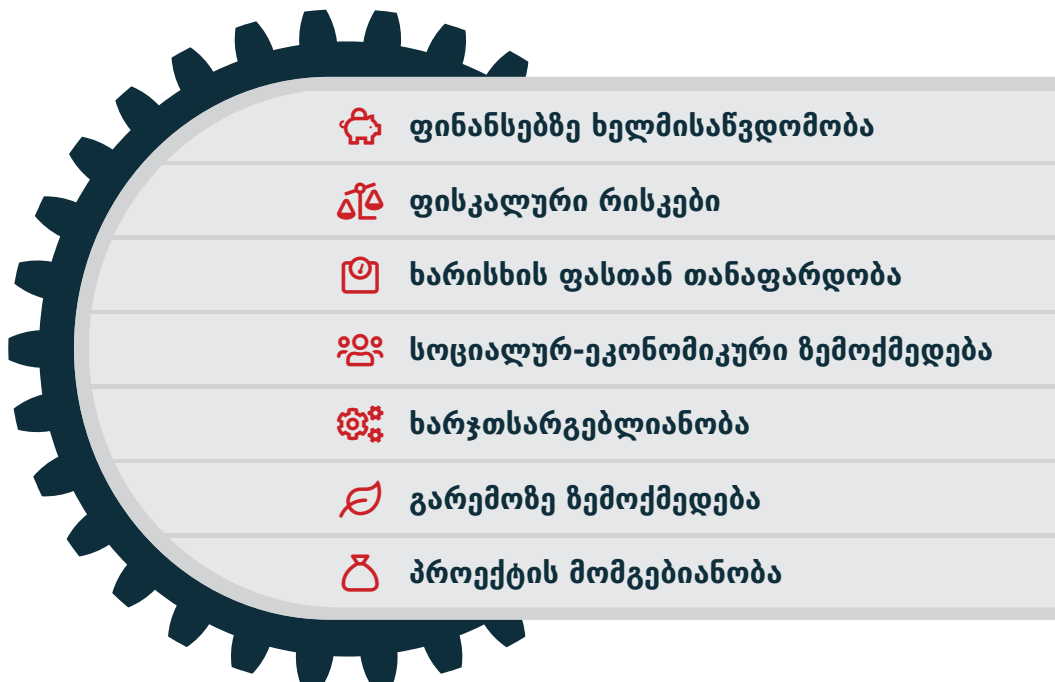 ფინანსებზე ხელმისაწვდომობა
ფისკალური რისკები
ხარისხის ფასთან თანაფარდობა
სოციალურ-ეკონომიკური ზემოქმედება
ხარჯთსარგებლიანობა
გარემოზე ზემოქმედება
პროექტის მომგებიანობა